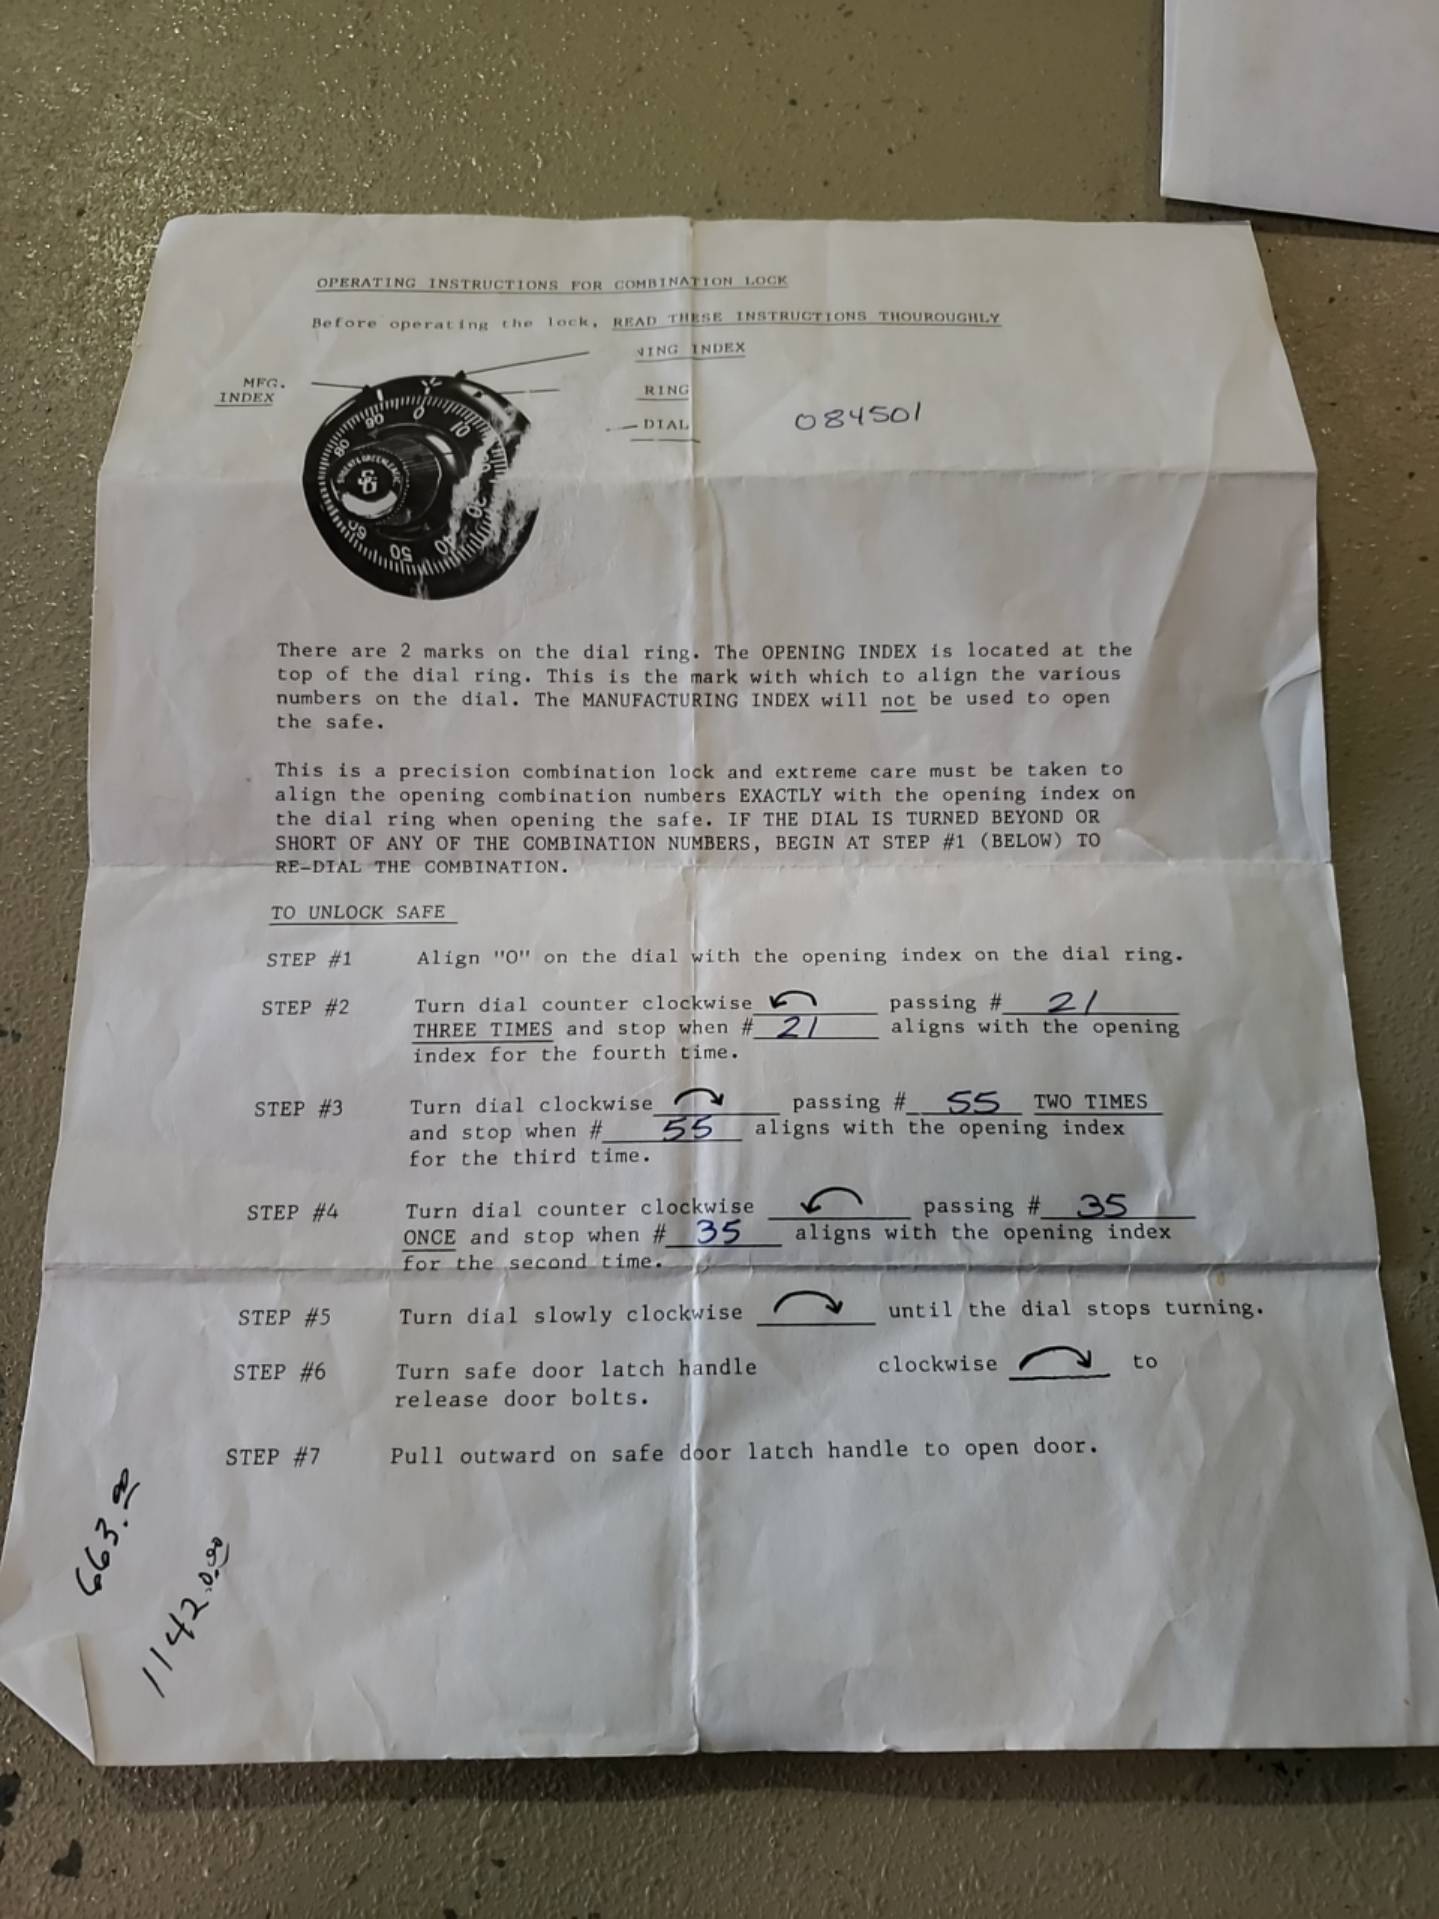 OPERATING INSTRUCTIONS FOR COMBINATION LOCK
Before operating the lock, READ THESE INSTRUCTIONS THOUROUGHLY
NING INDEX
MFG.
INDEX
RING
DIAL
084501
0
10
40
50
60
80
90
There are 2 marks on the dial ring. The OPENING INDEX is located at the
top of the dial ring. This is the mark with which to align the various
numbers on the dial. The MANUFACTURING INDEX will not be used to open
the safe.
This is a precision combination lock and extreme care must be taken to
align the opening combination numbers EXACTLY with the opening index on
the dial ring when opening the safe. IF THE DIAL IS TURNED BEYOND OR
SHORT OF ANY OF THE COMBINATION NUMBERS, BEGIN AT STEP #1 (BELOW) TO
RE-DIAL THE COMBINATION.
TO UNLOCK SAFE
STEP #1 Align "0" on the dial with the opening index on the dial ring.
STEP #2 Turn dial counter clockwise passing # 21
THREE TIMES and stop when # 21 aligns with the opening
index for the fourth time.
STEP #3 Turn dial clockwise passing # 55 TWO TIMES
and stop when # 55 aligns with the opening index
for the third time.
STEP #4 Turn dial counter clockwise passing # 35
ONCE and stop when # 35 aligns with the opening index
for the second time.
STEP #5 Turn dial slowly clockwise until the dial stops turning.
STEP #6 Turn safe door latch handle clockwise to
release door bolts.
STEP #7 Pull outward on safe door latch handle to open door.
663.00